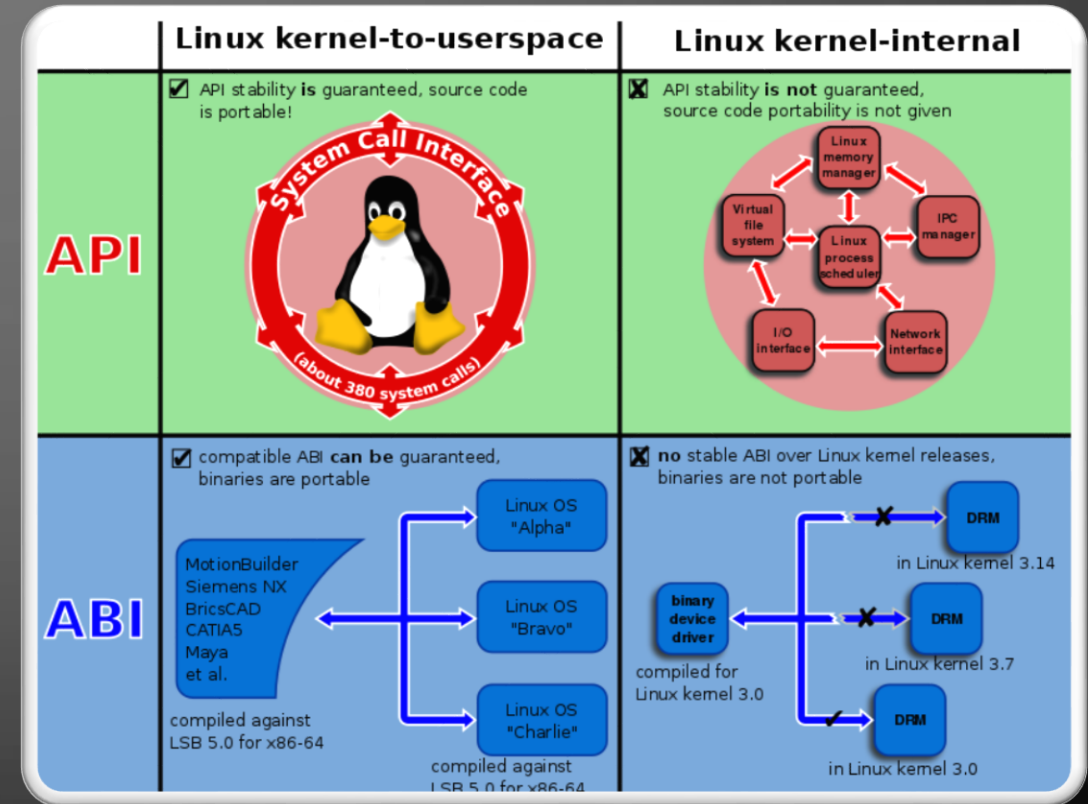 Linux kernel-to-userspace
Linux kernel-internal
API
API stability is guaranteed, source code
is portable!
System Call Interface
(about 380 system calls)
API stability is not guaranteed,
source code portability is not given
Linux
memory
manager
Virtual
file
system
IPC
manager
Linux
process
scheduler
I/O
interface
Network
interface
ABI
compatible ABI can be guaranteed,
binaries are portable
MotionBuilder
Siemens NX
BricsCAD
CATIA5
Maya
et al.
compiled against
LSB 5.0 for x86-64
Linux OS
"Alpha"
Linux OS
"Bravo"
Linux OS
"Charlie"
compiled against
LSB 5.0 for x86-64
no stable ABI over Linux kernel releases,
binaries are not portable
binary
device
driver
compiled for
Linux kernel 3.0
DRM
in Linux kernel 3.14
DRM
in Linux kernel 3.7
DRM
in Linux kernel 3.0